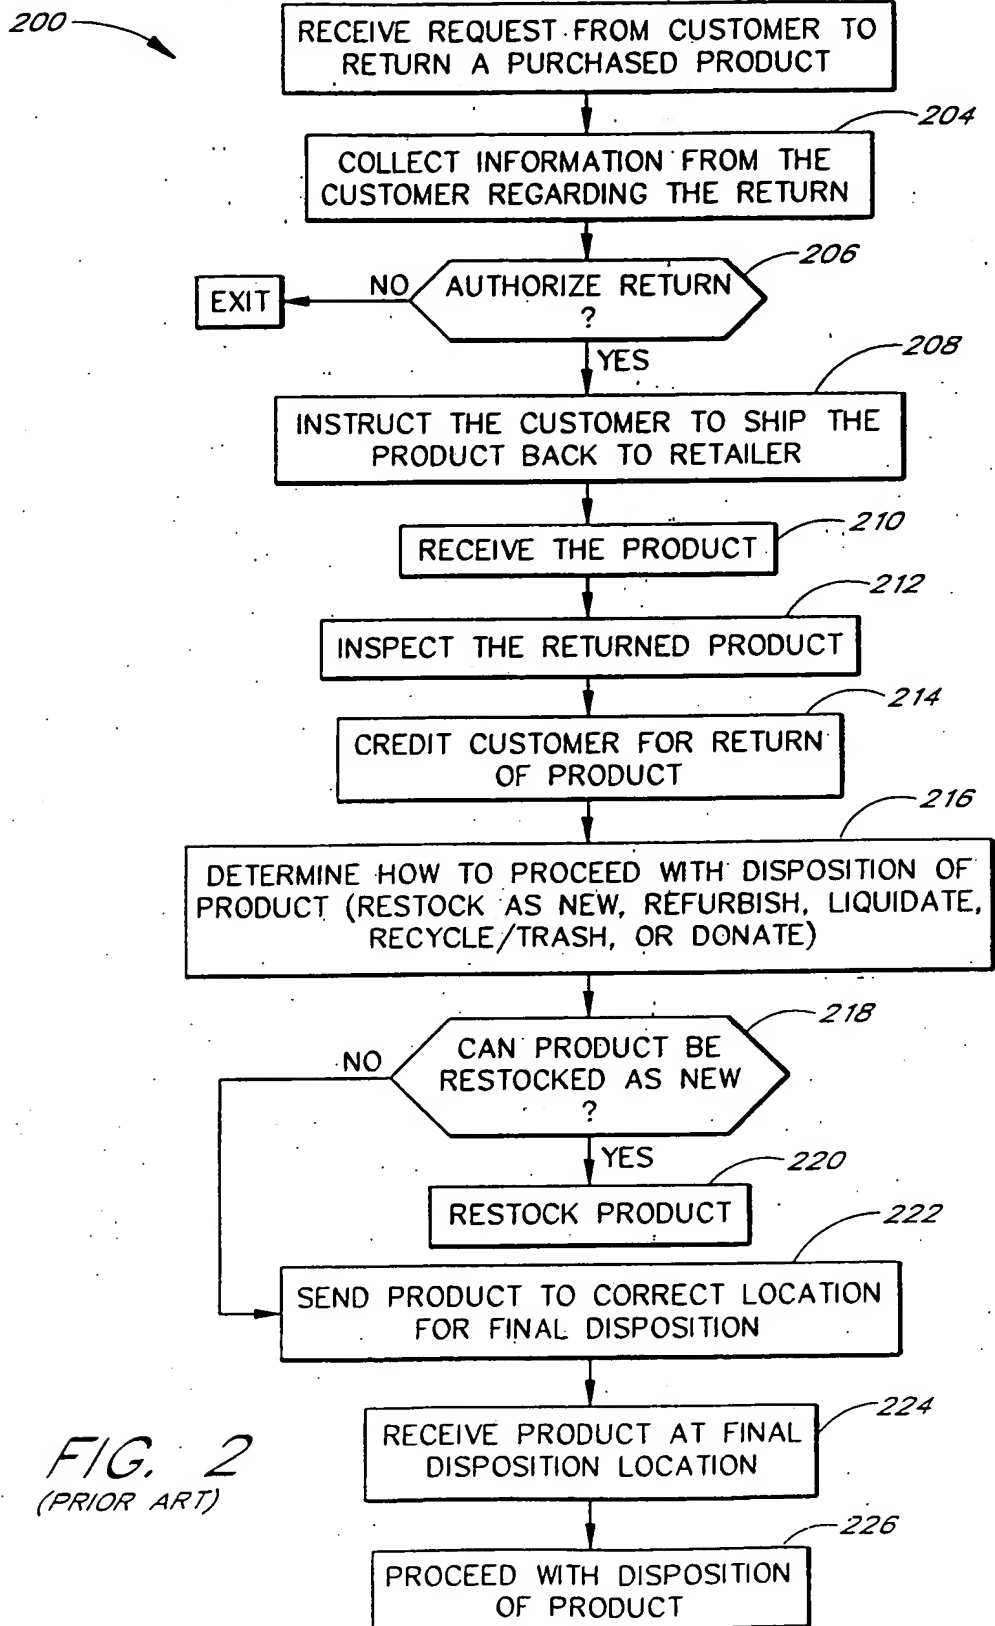 200
RECEIVE REQUEST FROM CUSTOMER TO
RETURN A PURCHASED PRODUCT
204
COLLECT INFORMATION FROM THE
CUSTOMER REGARDING THE RETURN
206
AUTHORIZE RETURN
?
NO
EXIT
YES
208
INSTRUCT THE CUSTOMER TO SHIP THE
PRODUCT BACK TO RETAILER
210
RECEIVE THE PRODUCT
212
INSPECT THE RETURNED PRODUCT
214
CREDIT CUSTOMER FOR RETURN
OF PRODUCT
216
DETERMINE HOW TO PROCEED WITH DISPOSITION OF
PRODUCT (RESTOCK AS NEW, REFURBISH, LIQUIDATE,
RECYCLE/TRASH, OR DONATE)
218
CAN PRODUCT BE
RESTOCKED AS NEW
?
NO
YES
220
RESTOCK PRODUCT
222
SEND PRODUCT TO CORRECT LOCATION
FOR FINAL DISPOSITION
224
RECEIVE PRODUCT AT FINAL
DISPOSITION LOCATION
226
PROCEED WITH DISPOSITION
OF PRODUCT
FIG. 2
(PRIOR ART)